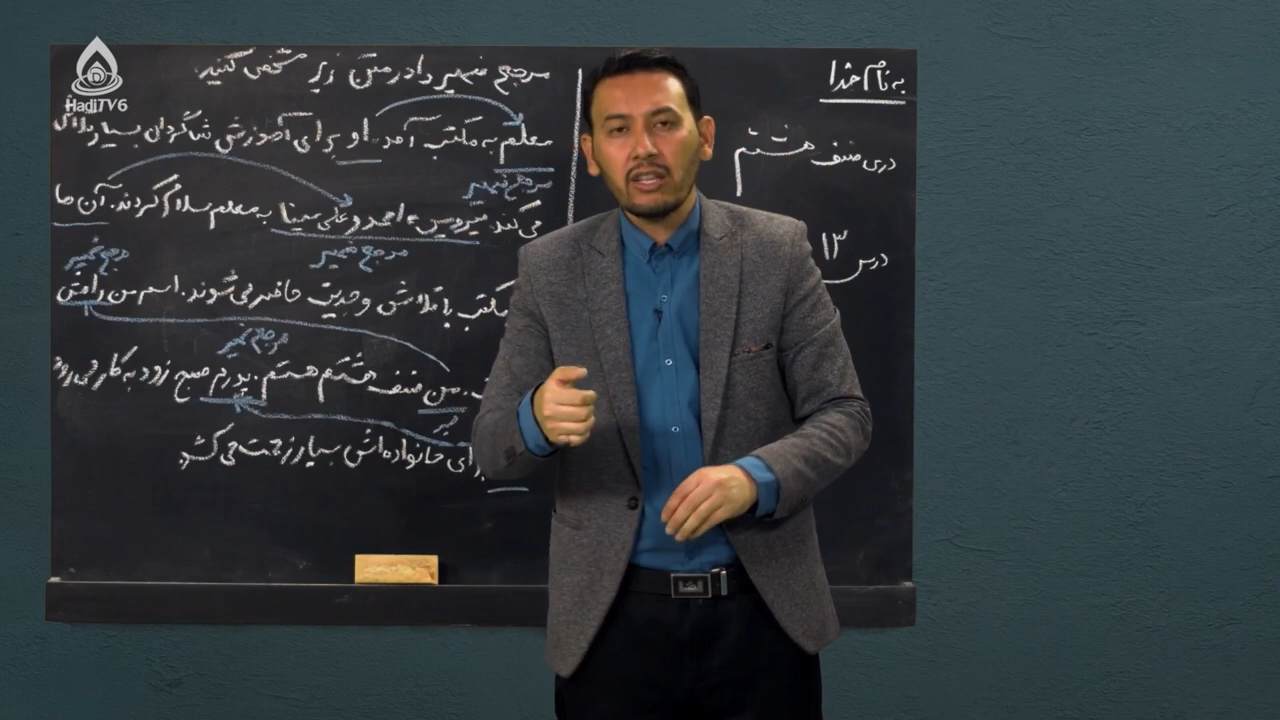 HadiTV6
به نام خدا
دری صنف هشتم
درس ۱۳
مرجع ضمیر را در متن زیر مشخص کنید.
معلم به مکتب آمد. او برای آموزش شاگردان بسیار تلاش
مرجع ضمیر
می‌کند. میرویس، احمد و علی سینا به معلم سلام کردند. آن ها
مرجع ضمیر
مرجع ضمیر
مکتب با تلاش و جدیت حاضر می‌شوند. اسم من رامش
مرجع ضمیر
من صنف هشتم هستم. پدرم صبح زود به کار می‌رود
برای خانواده‌اش بسیار زحمت می‌کشد